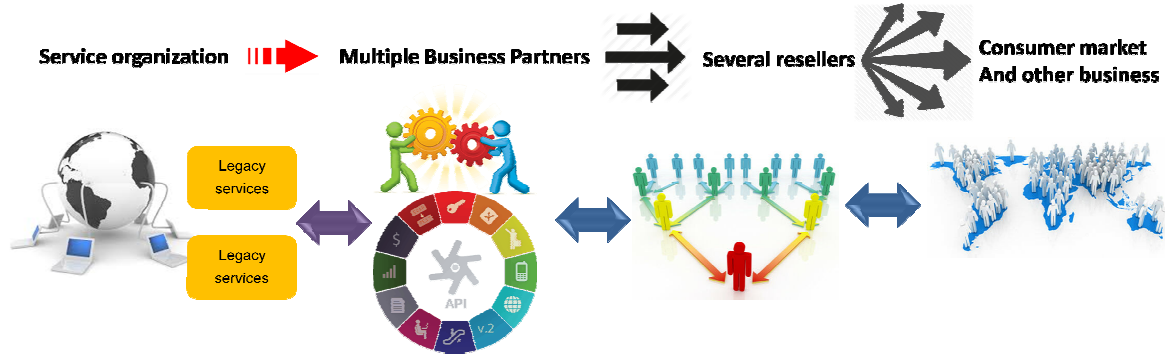 Service organization
Multiple Business Partners
Several resellers
Consumer market
And other business
Legacy
services
Legacy
services
$
API
v.2